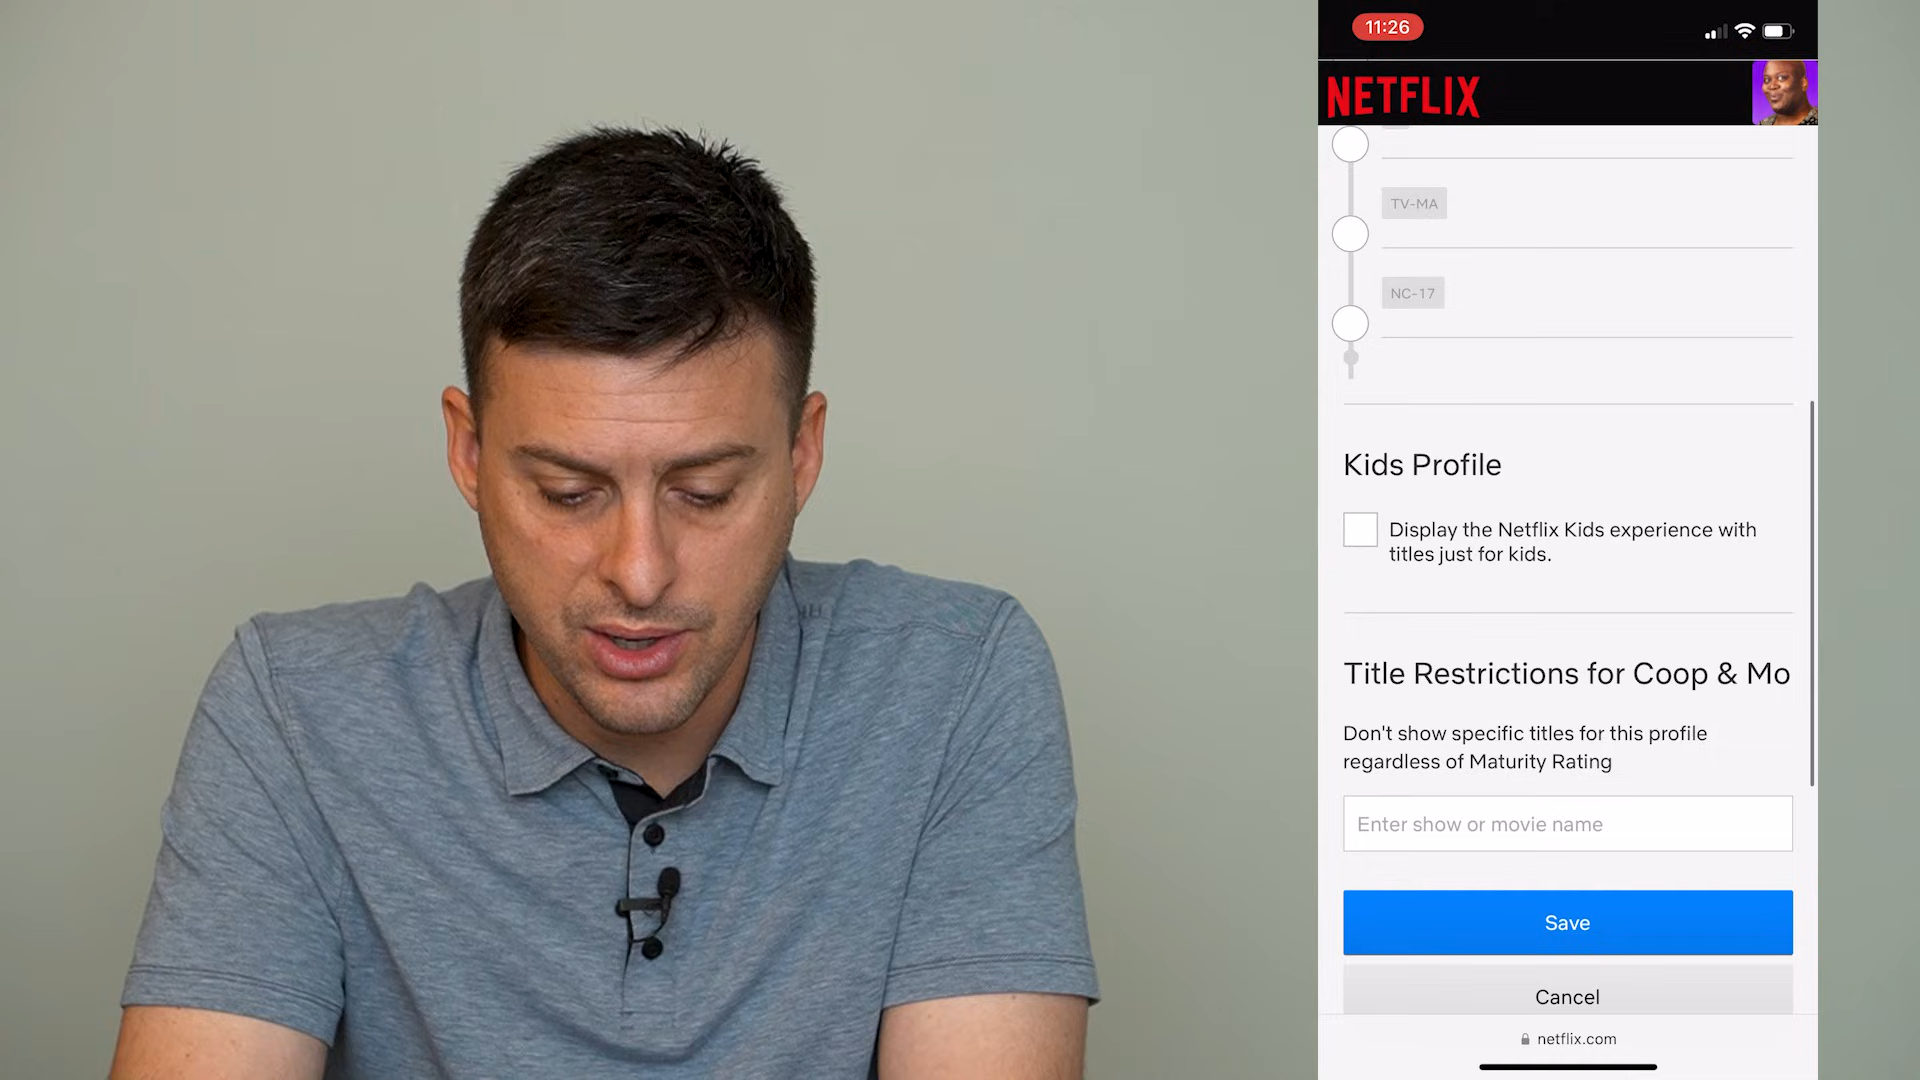 11:26
NETFLIX
TV-MA
NC-17
Kids Profile
Display the Netflix Kids experience with
titles just for kids.
Title Restrictions for Coop & Mo
Don't show specific titles for this profile
regardless of Maturity Rating
Enter show or movie name
Save
Cancel
netflix.com